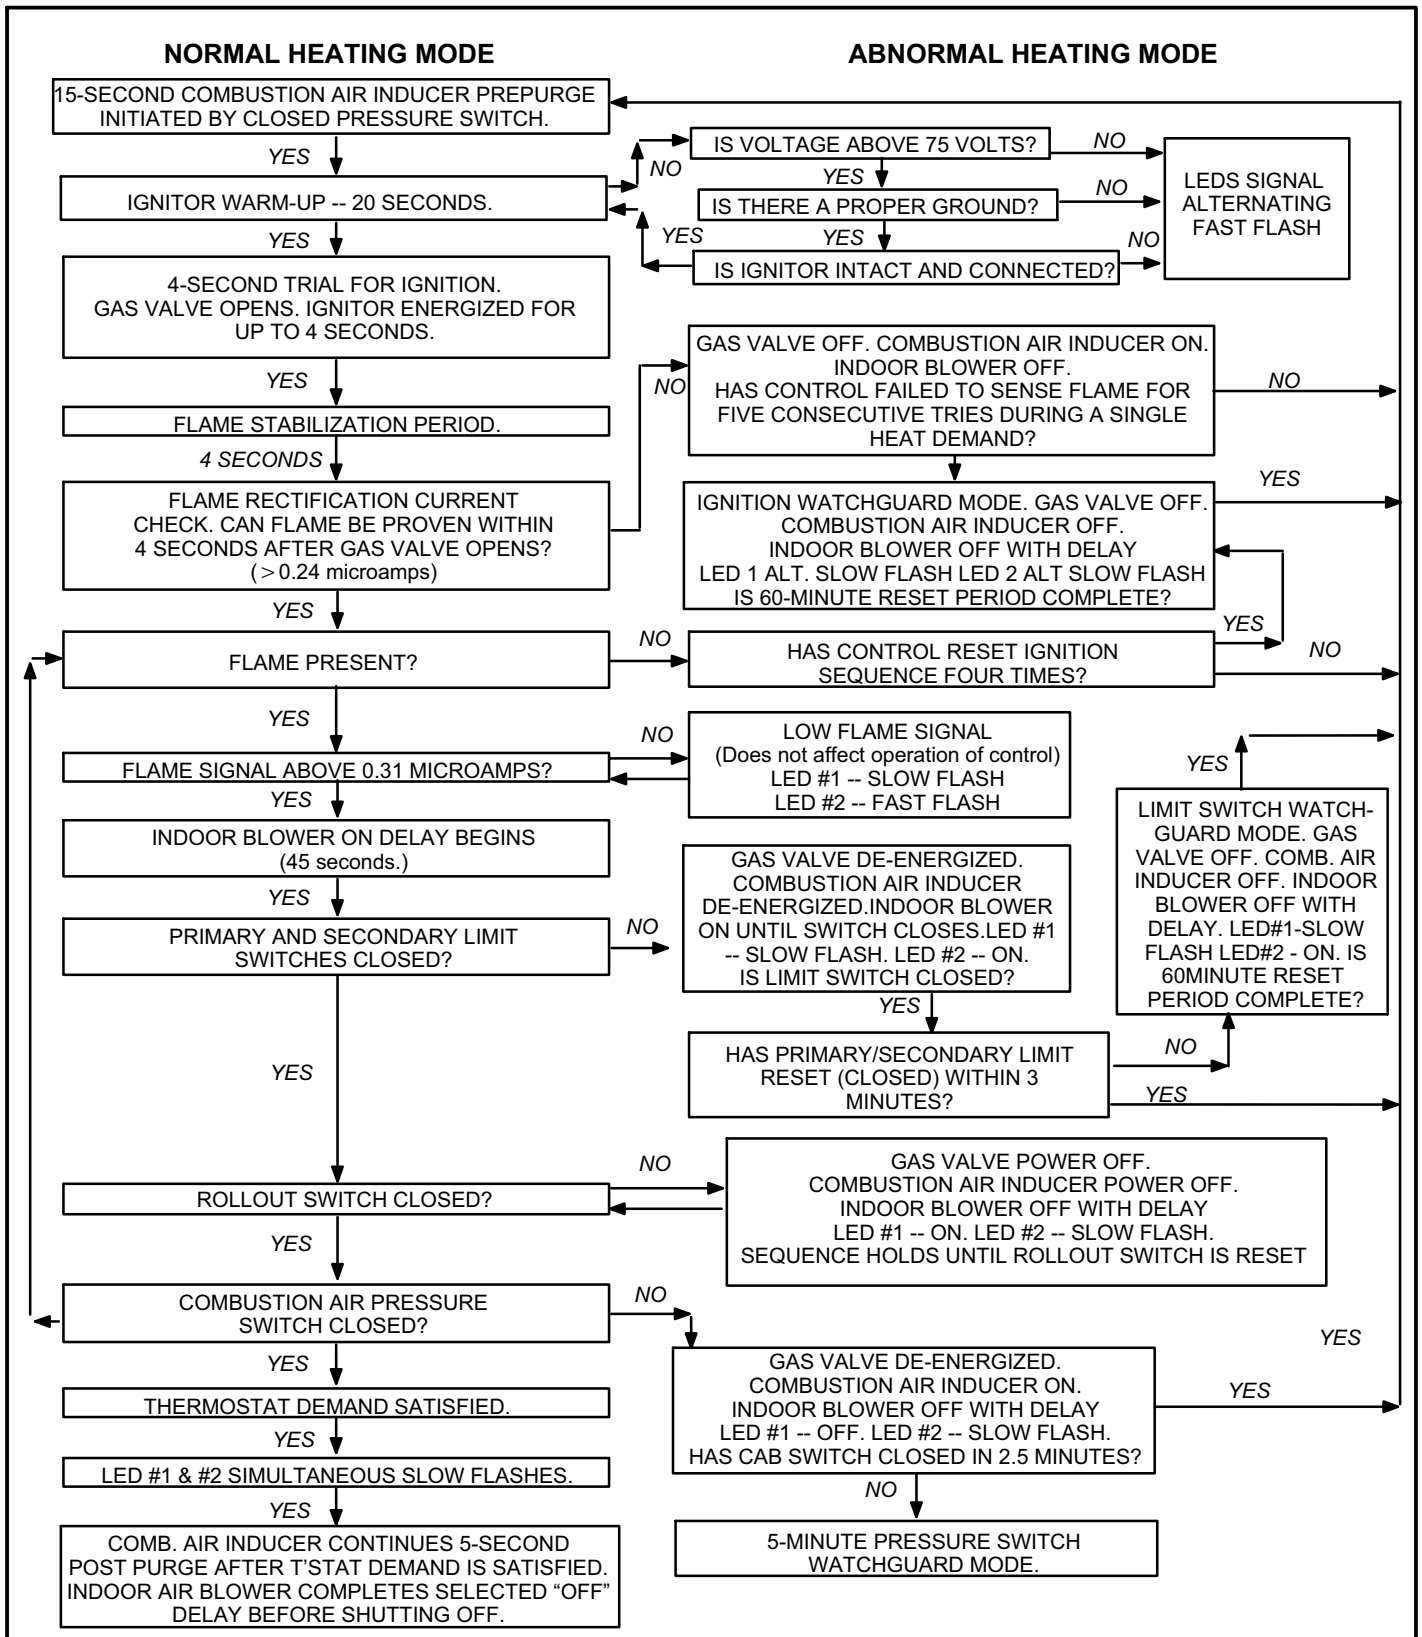 NORMAL HEATING MODE
ABNORMAL HEATING MODE
15-SECOND COMBUSTION AIR INDUCER PREPURGE
INITIATED BY CLOSED PRESSURE SWITCH.
YES
IGNITOR WARM-UP -- 20 SECONDS.
NO
IS VOLTAGE ABOVE 75 VOLTS?
NO
YES
IS THERE A PROPER GROUND?
NO
YES
YES
IS IGNITOR INTACT AND CONNECTED?
NO
LEDS SIGNAL
ALTERNATING
FAST FLASH
YES
4-SECOND TRIAL FOR IGNITION.
GAS VALVE OPENS. IGNITOR ENERGIZED FOR
UP TO 4 SECONDS.
YES
FLAME STABILIZATION PERIOD.
4 SECONDS
FLAME RECTIFICATION CURRENT
CHECK. CAN FLAME BE PROVEN WITHIN
4 SECONDS AFTER GAS VALVE OPENS?
(>0.24 microamps)
NO
GAS VALVE OFF. COMBUSTION AIR INDUCER ON.
INDOOR BLOWER OFF.
HAS CONTROL FAILED TO SENSE FLAME FOR
FIVE CONSECUTIVE TRIES DURING A SINGLE
HEAT DEMAND?
NO
IGNITION WATCHGUARD MODE. GAS VALVE OFF.
COMBUSTION AIR INDUCER OFF.
INDOOR BLOWER OFF WITH DELAY
LED 1 ALT. SLOW FLASH LED 2 ALT SLOW FLASH
IS 60-MINUTE RESET PERIOD COMPLETE?
YES
YES
FLAME PRESENT?
NO
HAS CONTROL RESET IGNITION
SEQUENCE FOUR TIMES?
YES
NO
YES
FLAME SIGNAL ABOVE 0.31 MICROAMPS?
NO
LOW FLAME SIGNAL
(Does not affect operation of control)
LED #1 -- SLOW FLASH
LED #2 -- FAST FLASH
YES
INDOOR BLOWER ON DELAY BEGINS
(45 seconds.)
YES
PRIMARY AND SECONDARY LIMIT
SWITCHES CLOSED?
NO
GAS VALVE DE-ENERGIZED.
COMBUSTION AIR INDUCER
DE-ENERGIZED.INDOOR BLOWER
ON UNTIL SWITCH CLOSES.LED #1
-- SLOW FLASH. LED #2 -- ON.
IS LIMIT SWITCH CLOSED?
YES
HAS PRIMARY/SECONDARY LIMIT
RESET (CLOSED) WITHIN 3
MINUTES?
NO
YES
YES
LIMIT SWITCH WATCH-
GUARD MODE. GAS
VALVE OFF. COMB. AIR
INDUCER OFF. INDOOR
BLOWER OFF WITH
DELAY. LED#1-SLOW
FLASH LED#2 - ON. IS
60MINUTE RESET
PERIOD COMPLETE?
YES
ROLLOUT SWITCH CLOSED?
NO
GAS VALVE POWER OFF.
COMBUSTION AIR INDUCER POWER OFF.
INDOOR BLOWER OFF WITH DELAY
LED #1 -- ON. LED #2 -- SLOW FLASH.
SEQUENCE HOLDS UNTIL ROLLOUT SWITCH IS RESET
YES
COMBUSTION AIR PRESSURE
SWITCH CLOSED?
NO
GAS VALVE DE-ENERGIZED.
COMBUSTION AIR INDUCER ON.
INDOOR BLOWER OFF WITH DELAY
LED #1 -- OFF. LED #2 -- SLOW FLASH.
HAS CAB SWITCH CLOSED IN 2.5 MINUTES?
YES
YES
NO
5-MINUTE PRESSURE SWITCH
WATCHGUARD MODE.
YES
THERMOSTAT DEMAND SATISFIED.
YES
LED #1 & #2 SIMULTANEOUS SLOW FLASHES.
YES
COMB. AIR INDUCER CONTINUES 5-SECOND
POST PURGE AFTER T'STAT DEMAND IS SATISFIED.
INDOOR AIR BLOWER COMPLETES SELECTED “OFF”
DELAY BEFORE SHUTTING OFF.